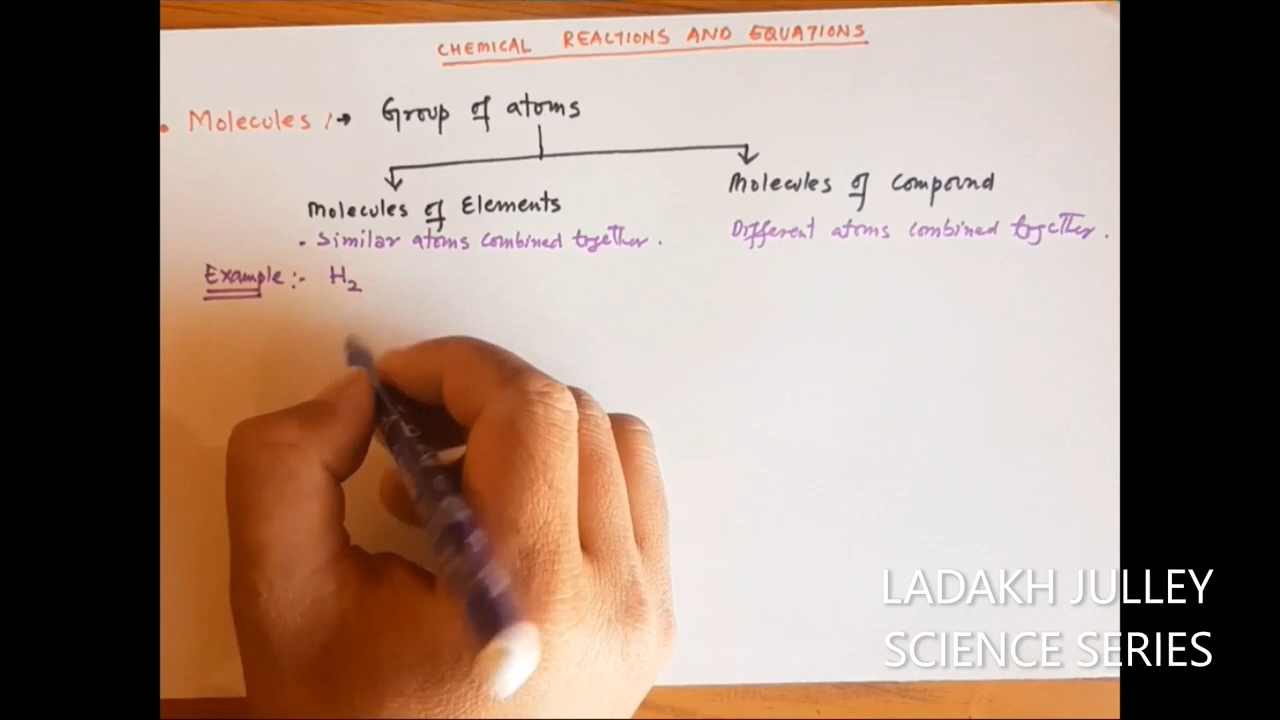 CHEMICAL REACTIONS AND EQUATIONS
• Molecules :→ Group of atoms
Molecules of Elements
Molecules of Compound
• Similar atoms combined together.
Different atoms combined together.
Example :- H₂
LADAKH JULLEY
SCIENCE SERIES